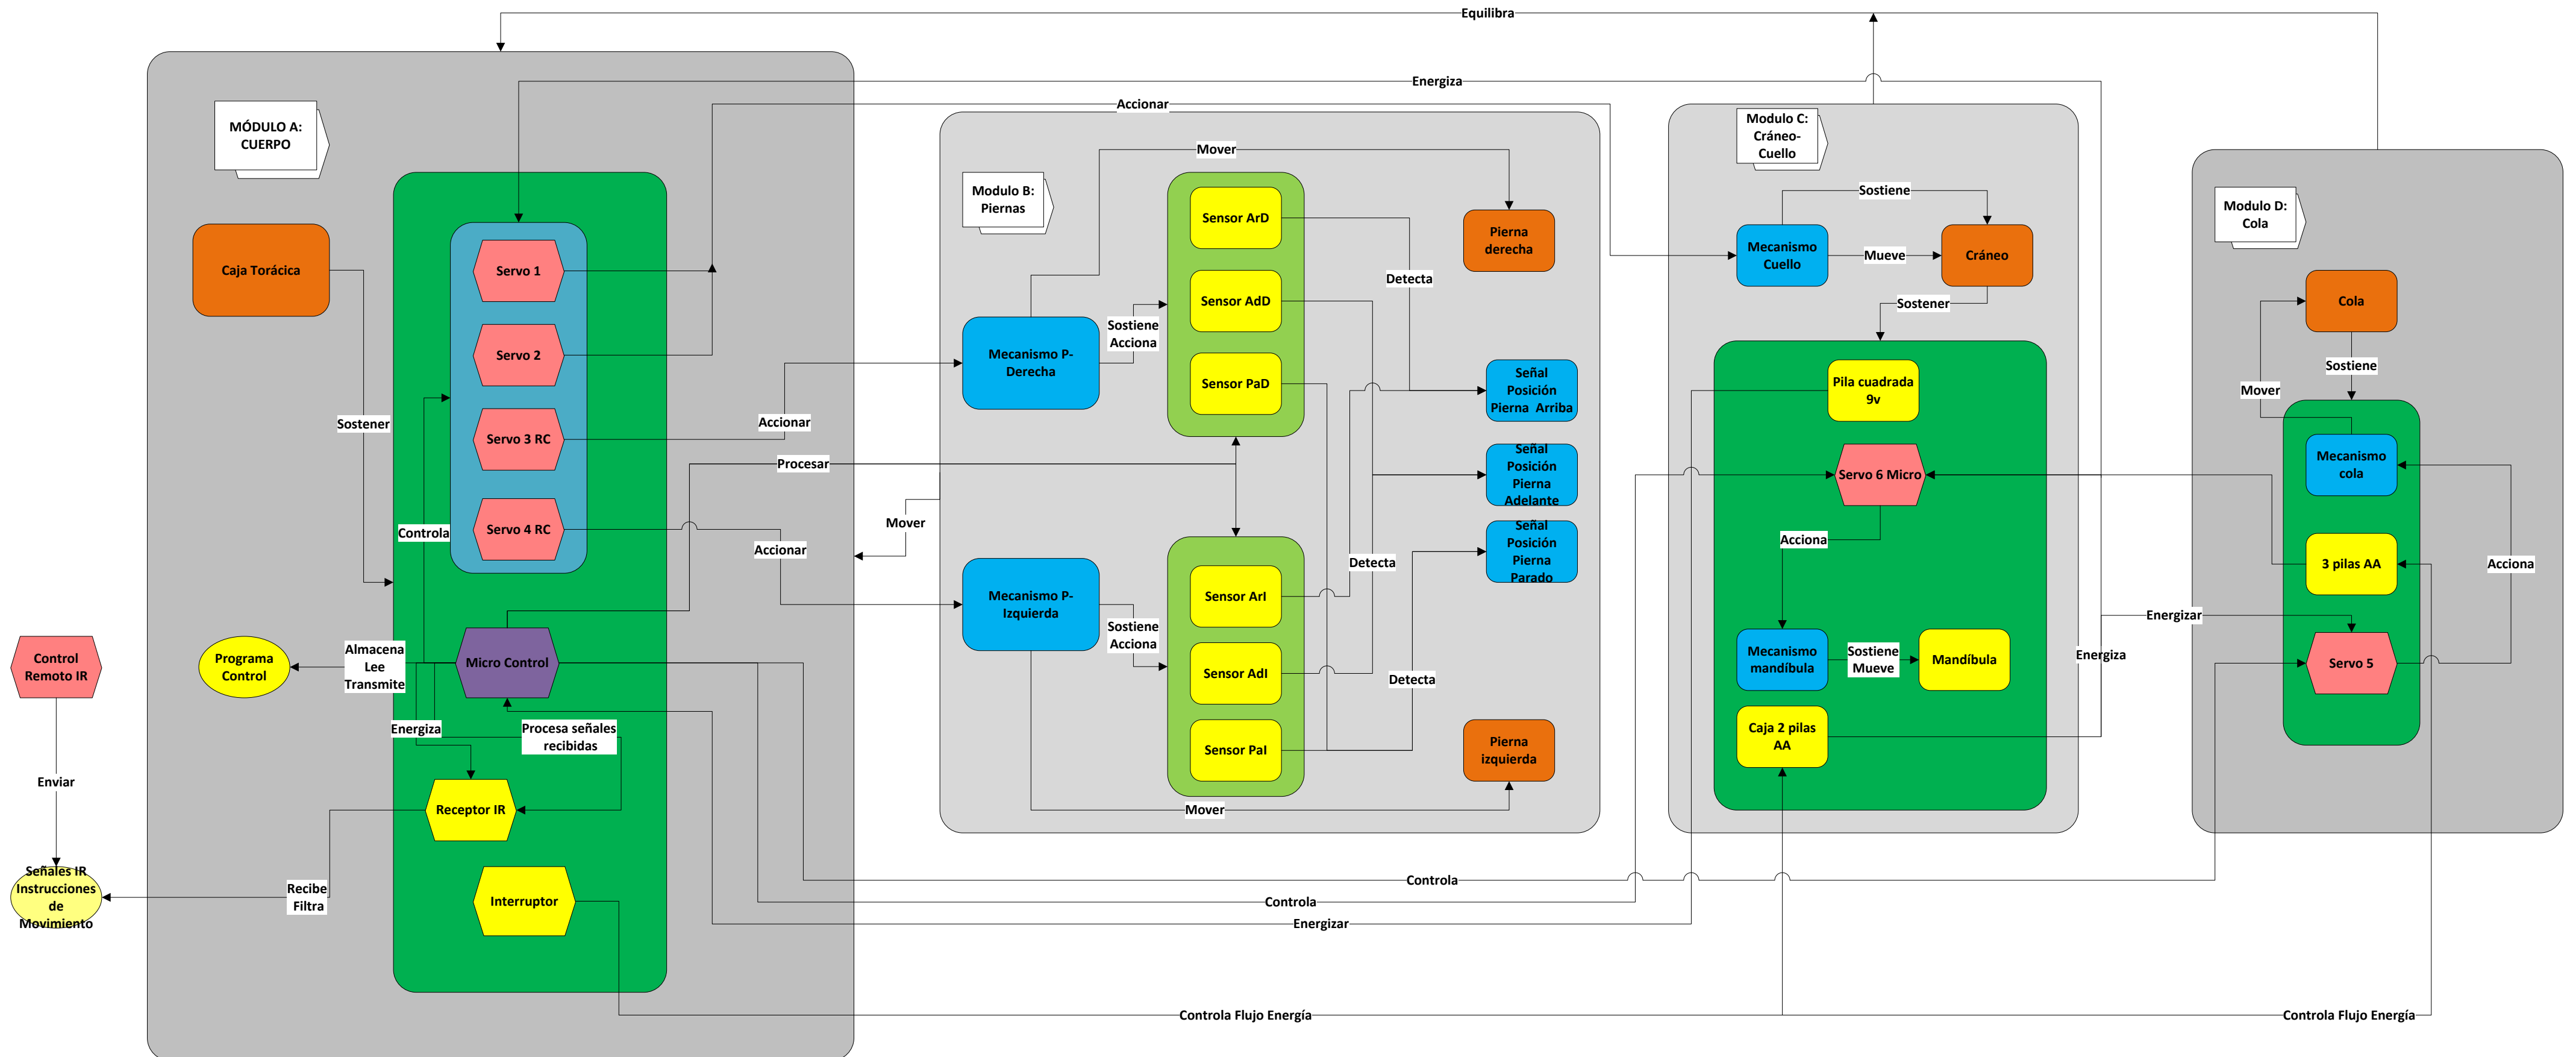 Equilibra
Energiza
Accionar
MÓDULO A:
CUERPO
Caja Torácica
Sostener
Servo 1
Servo 2
Servo 3 RC
Servo 4 RC
Controla
Micro Control
Almacena
Lee
Transmite
Programa
Control
Control
Remoto IR
Enviar
Señales IR
Instrucciones
de
Movimiento
Energiza
Procesa señales
recibidas
Receptor IR
Recibe
Filtra
Interruptor
Accionar
Procesar
Accionar
Mover
Modulo B:
Piernas
Mover
Mecanismo P-
Derecha
Sostiene
Acciona
Sensor ArD
Sensor AdD
Sensor PaD
Pierna
derecha
Detecta
Señal
Posición
Pierna Arriba
Señal
Posición
Pierna
Adelante
Señal
Posición
Pierna
Parado
Mecanismo P-
Izquierda
Sostiene
Acciona
Sensor ArI
Sensor AdI
Sensor PaI
Detecta
Detecta
Pierna
izquierda
Mover
Modulo C:
Cráneo-
Cuello
Sostiene
Mecanismo
Cuello
Mueve
Cráneo
Sostener
Pila cuadrada
9v
Servo 6 Micro
Acciona
Mecanismo
mandíbula
Sostiene
Mueve
Mandíbula
Caja 2 pilas
AA
Energiza
Energizar
Modulo D:
Cola
Cola
Sostiene
Mover
Mecanismo
cola
3 pilas AA
Acciona
Servo 5
Controla
Controla
Energizar
Controla Flujo Energía
Controla Flujo Energía